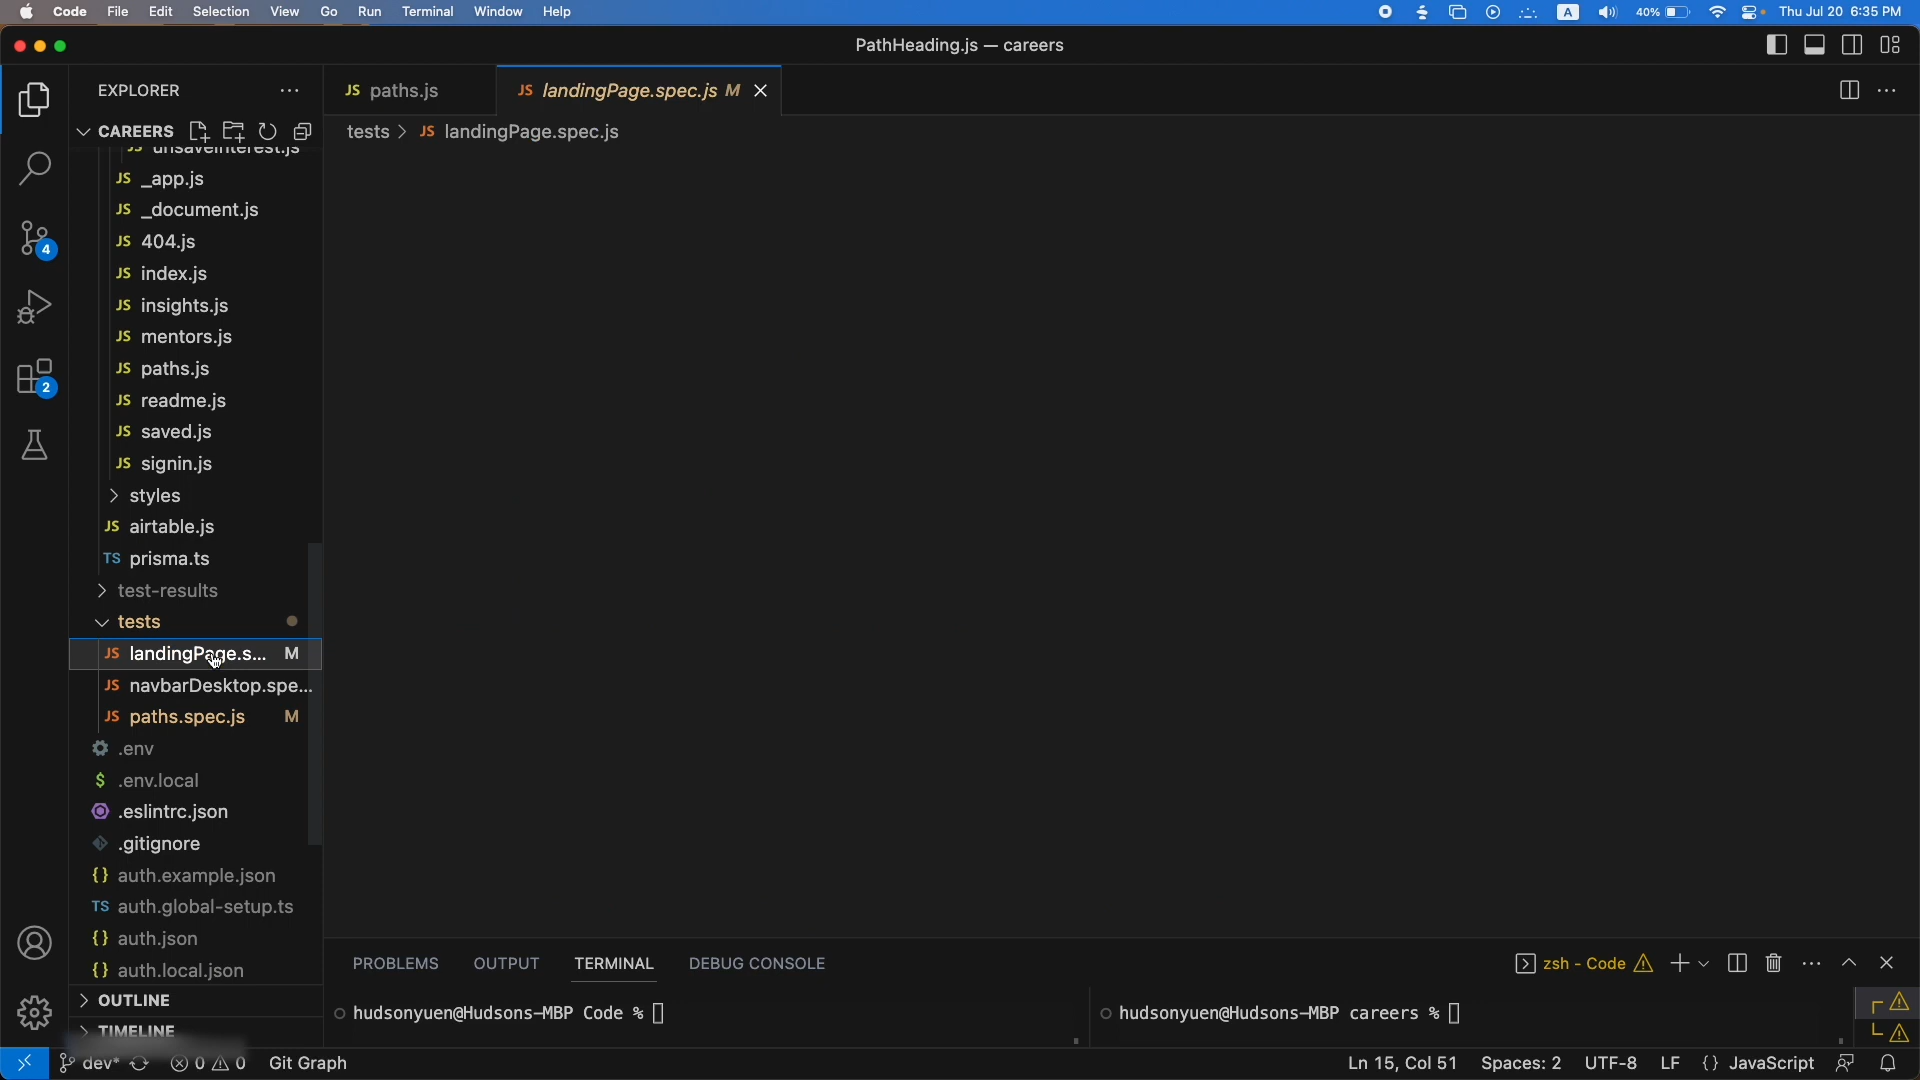 Code File Edit Selection View Go Run Terminal Window Help
A 40% Thu Jul 20 6:35 PM
PathHeading.js — careers
EXPLORER
JS paths.js
JS landingPage.spec.js M
CAREERS
tests > JS landingPage.spec.js
JS unsaveInterest.js
JS _app.js
JS _document.js
JS 404.js
4
JS index.js
JS insights.js
JS mentors.js
JS paths.js
2
JS readme.js
JS saved.js
JS signin.js
styles
JS airtable.js
TS prisma.ts
test-results
tests
JS landingPage.s... M
JS navbarDesktop.spe...
JS paths.spec.js M
.env
$ .env.local
.eslintrc.json
.gitignore
{} auth.example.json
TS auth.global-setup.ts
{} auth.json
{} auth.local.json
OUTLINE
TIMELINE
PROBLEMS OUTPUT TERMINAL DEBUG CONSOLE
zsh - Code
hudsonyuen@Hudsons-MBP Code %
hudsonyuen@Hudsons-MBP careers %
dev* 0 0 Git Graph
Ln 15, Col 51 Spaces: 2 UTF-8 LF {} JavaScript